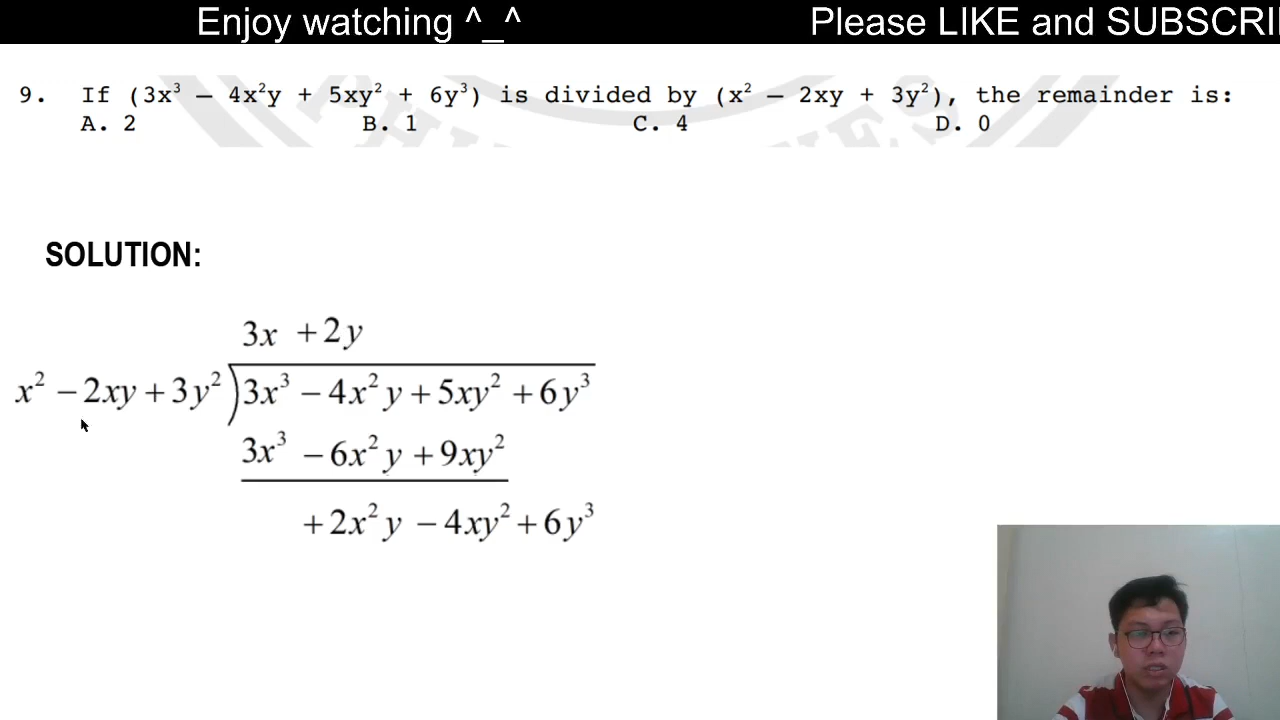 Enjoy watching ^_^ Please LIKE and SUBSCRI
9. If (3x³ – 4x²y + 5xy² + 6y³) is divided by (x² – 2xy + 3y²), the remainder is:
A. 2 B. 1 C. 4 D. 0
SOLUTION:
3x + 2y
x² – 2xy + 3y² ) 3x³ – 4x²y + 5xy² + 6y³
3x³ – 6x²y + 9xy²
+ 2x²y – 4xy² + 6y³